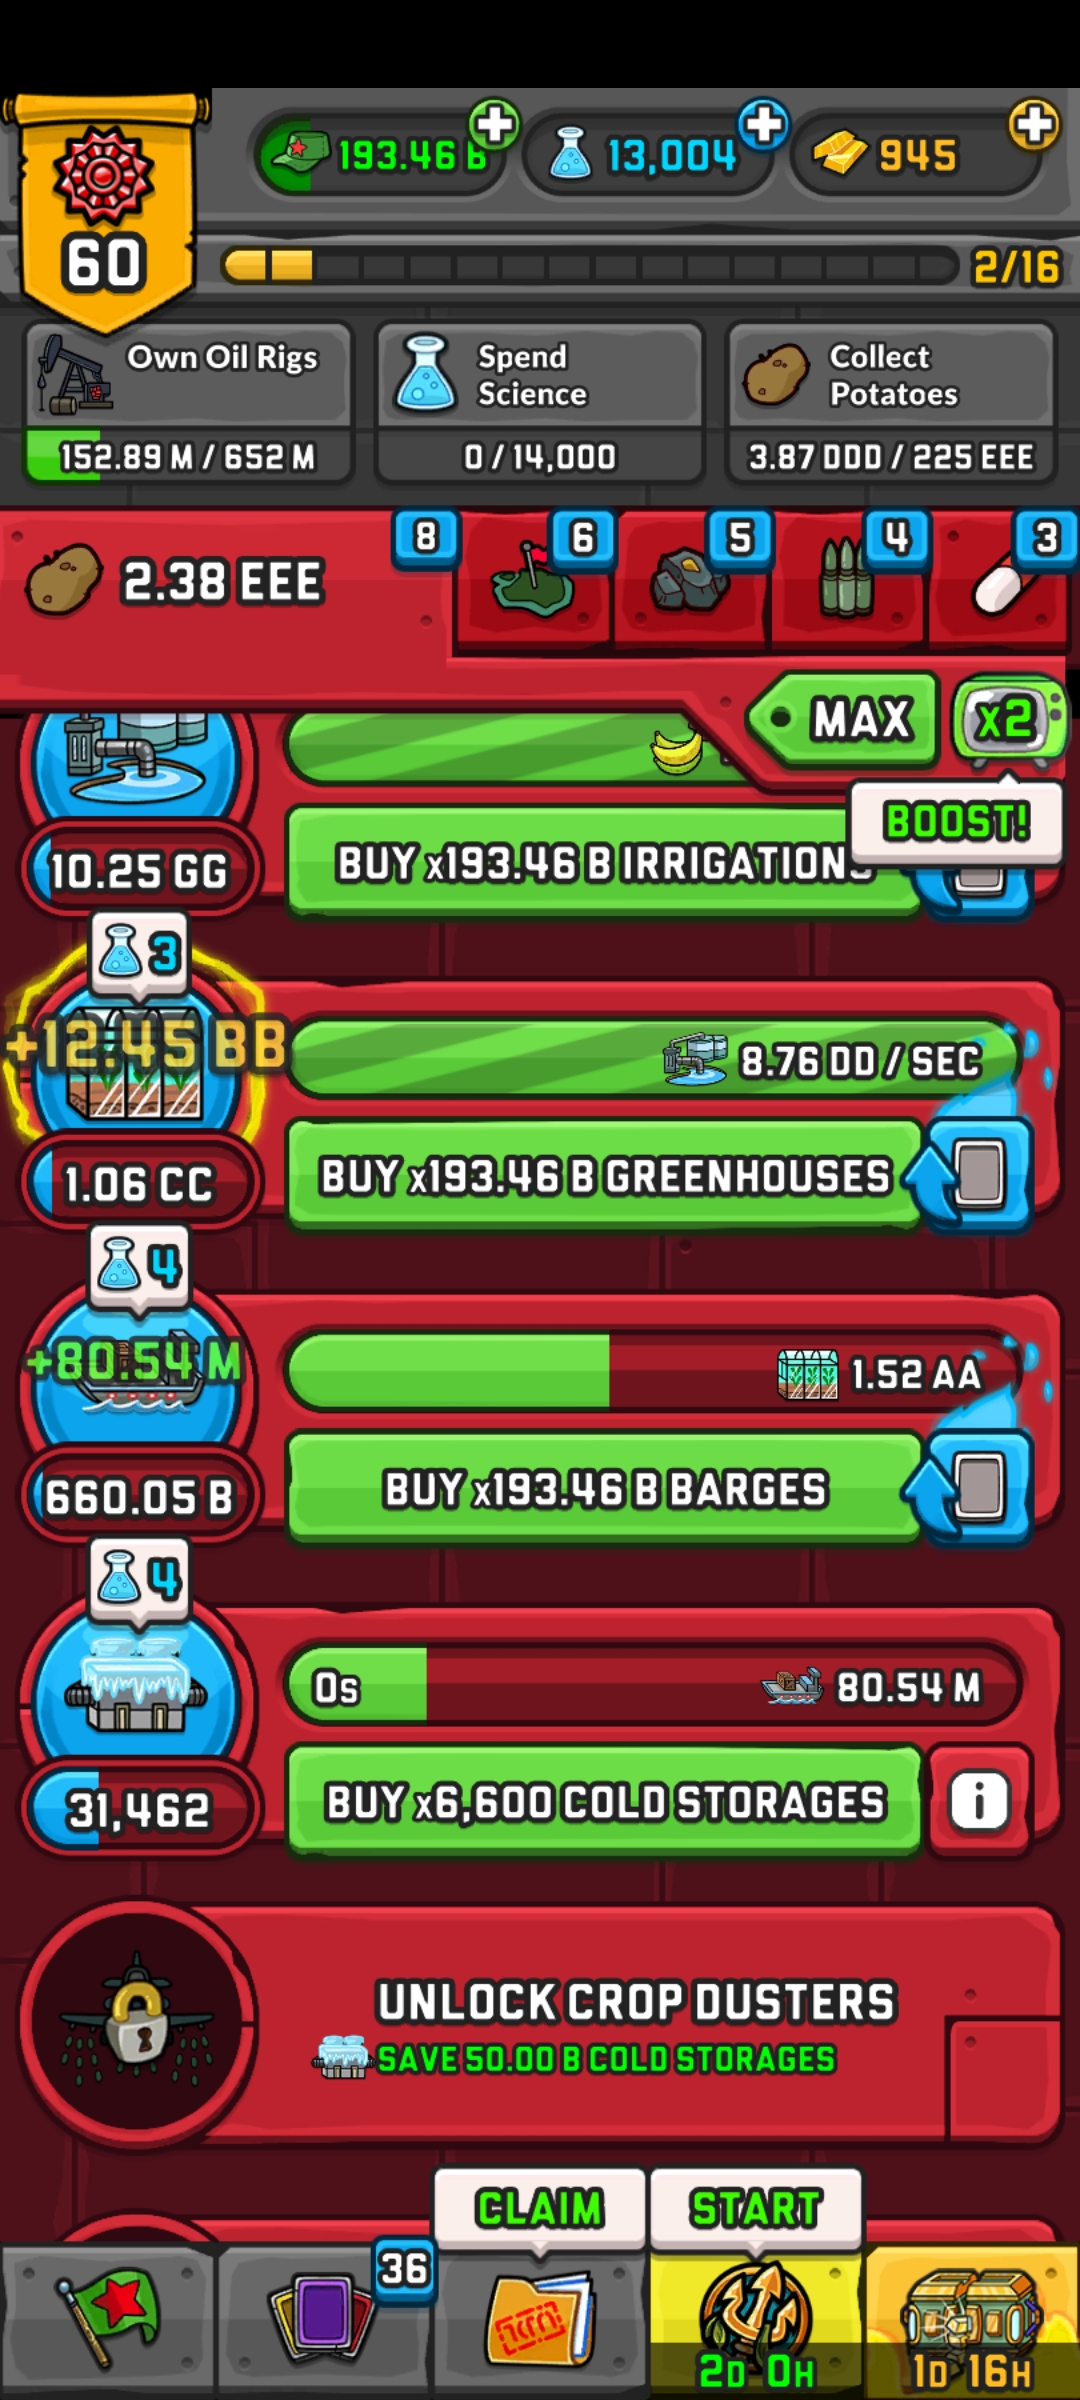 60
193.46 B
13,004
945
2/16
Own Oil Rigs
152.89 M / 652 M
Spend
Science
0 / 14,000
Collect
Potatoes
3.87 DDD / 225 EEE
2.38 EEE
8
6
5
4
3
MAX
x2
BOOST!
10.25 GG
BUY x193.46 B IRRIGATIONS
3
+12.45 BB
8.76 DD / SEC
1.06 CC
BUY x193.46 B GREENHOUSES
4
+80.54 M
1.52 AA
660.05 B
BUY x193.46 B BARGES
4
0s
80.54 M
31,462
BUY x6,600 COLD STORAGES
i
UNLOCK CROP DUSTERS
SAVE 50.00 B COLD STORAGES
CLAIM
START
36
2D 0H
1D 16H